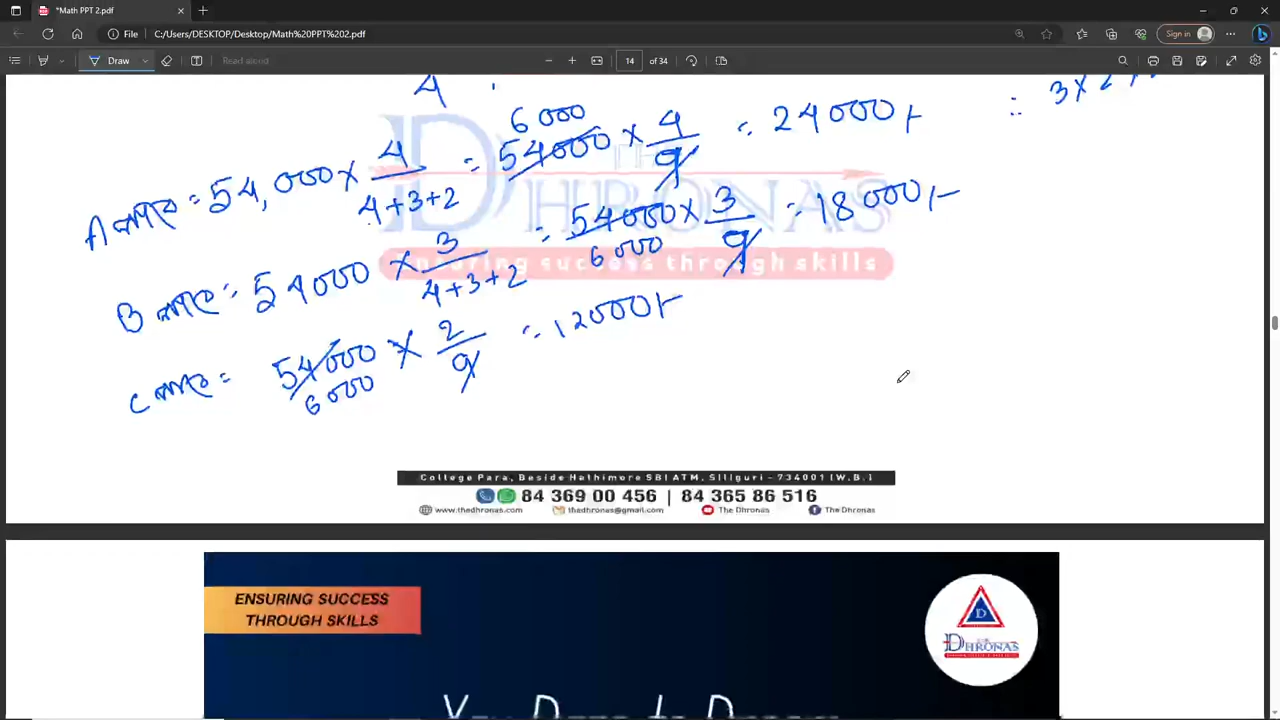 *Math PPT 2.pdf
File C:/Users/DESKTOP/Desktop/Math%20PPT%202.pdf
Sign in
Draw Read aloud 14 of 34
4
3 x 2
A = 54,000 x 4/(4+3+2) = 54000 x 4/9 = 24000/-
6000
B = 54000 x 3/(4+3+2) = 54000 x 3/9 = 18000/-
6000
C = 54000 x 2/9 = 12000/-
6000
DHRONAS
Ensuring success through skills
College Para, Beside Hathimore SBI ATM, Siliguri - 734001 (W.B.)
84 369 00 456 | 84 365 86 516
www.thedhronas.com thedhronas@gmail.com The Dhronas The Dhronas
ENSURING SUCCESS
THROUGH SKILLS
D
DHRONAS